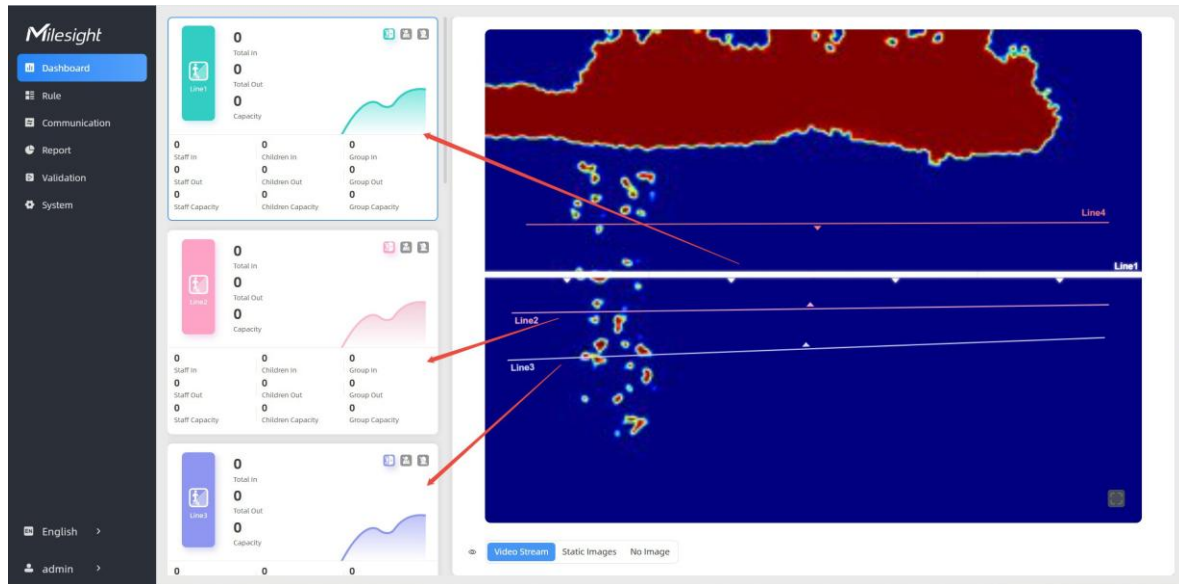 Milesight
Dashboard
Rule
Communication
Report
Validation
System
EN English >
admin >
Line1
0
Total In
0
Total Out
0
Capacity
0 0 0
Staff In Children In Group In
0 0 0
Staff Out Children Out Group Out
0 0 0
Staff Capacity Children Capacity Group Capacity
Line2
0
Total In
0
Total Out
0
Capacity
0 0 0
Staff In Children In Group In
0 0 0
Staff Out Children Out Group Out
0 0 0
Staff Capacity Children Capacity Group Capacity
Line3
0
Total In
0
Total Out
0
Capacity
0 0 0
Line4
Line1
Line2
Line3
Video Stream Static Images No Image